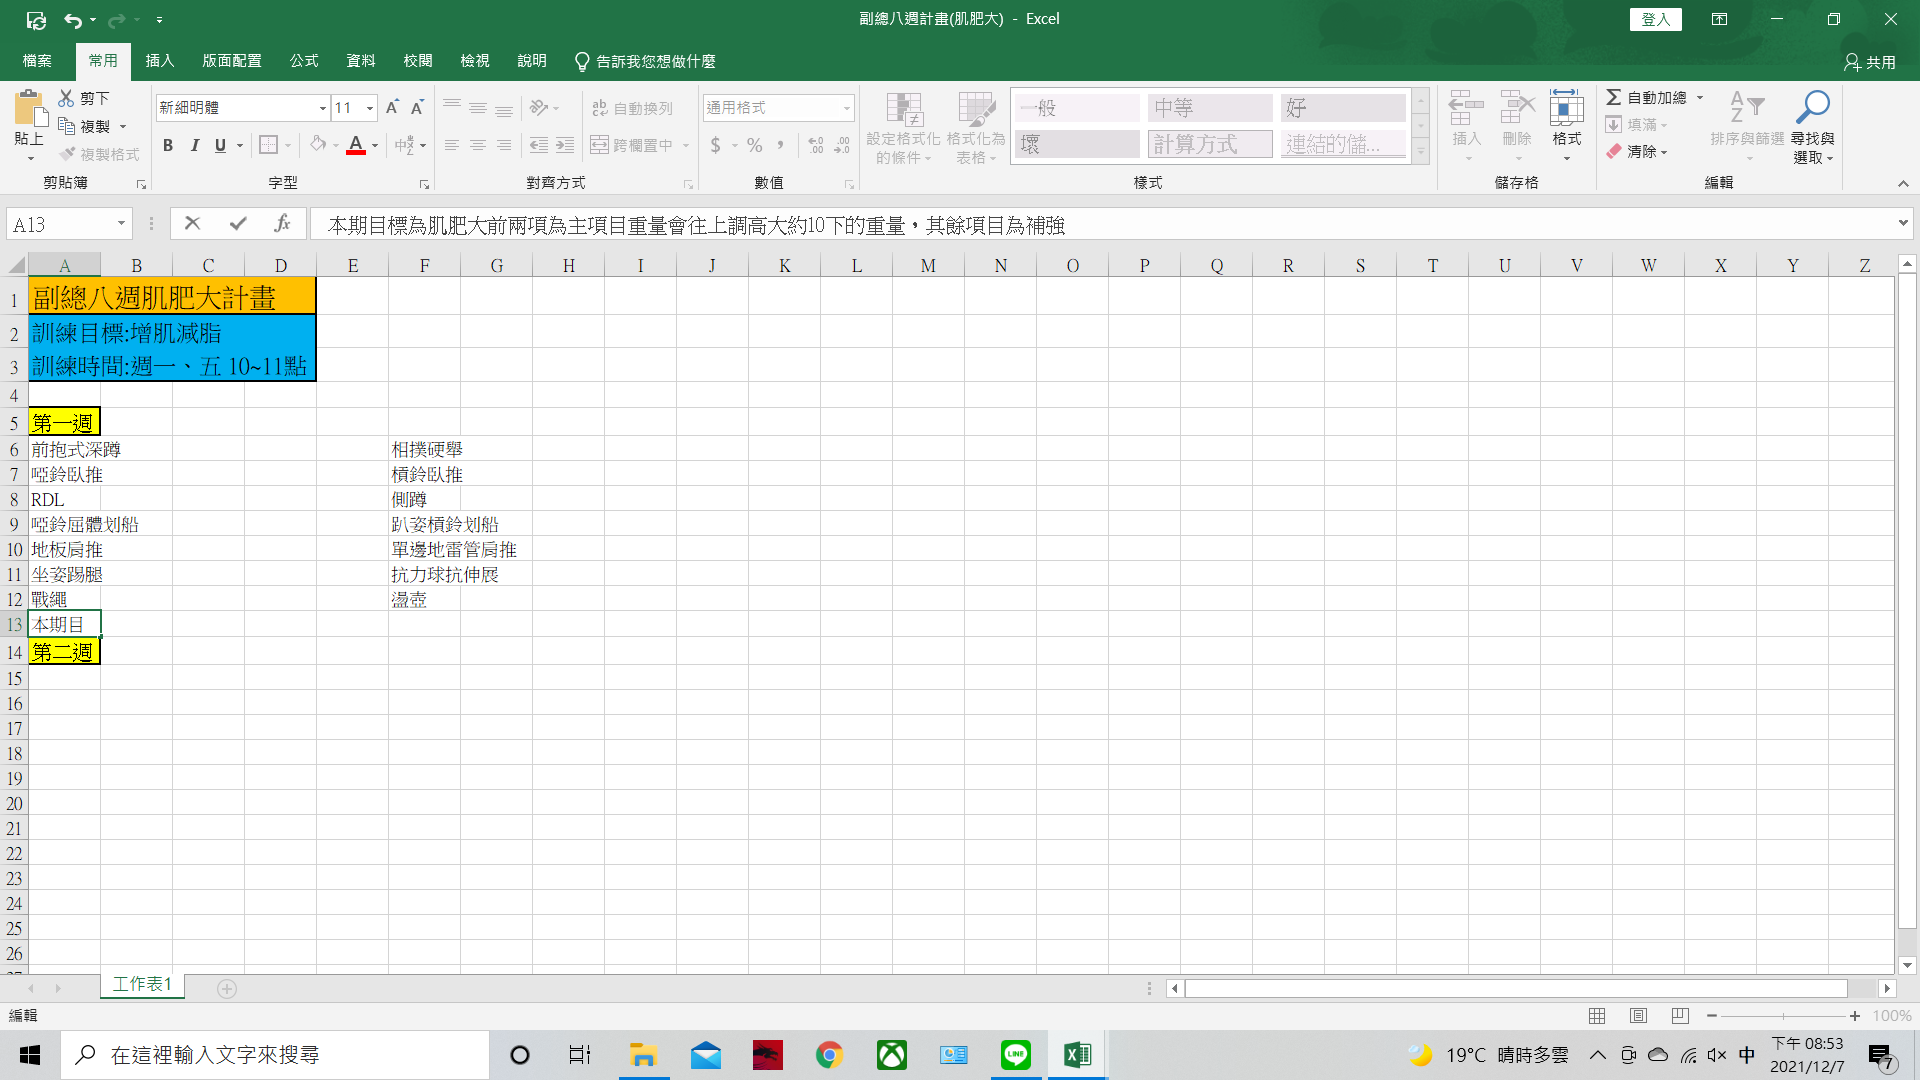 副總八週計畫(肌肥大) - Excel
登入
檔案 常用 插入 版面配置 公式 資料 校閱 檢視 說明 告訴我您想做什麼 共用
貼上 剪下 複製 複製格式 剪貼簿
新細明體 11 A A B I U A 字型
ab 自動換列 跨欄置中 對齊方式
通用格式 $ % , 數值
設定格式化的條件 格式化為表格
一般 中等 好
壞 計算方式 連結的儲...
樣式
插入 刪除 格式 儲存格
自動加總 填滿 清除 排序與篩選 尋找與選取 編輯
A13 fx 本期目標為肌肥大前兩項為主項目重量會往上調高大約10下的重量，其餘項目為補強
A B C D E F G H I J K L M N O P Q R S T U V W X Y Z
1 副總八週肌肥大計畫
2 訓練目標:增肌減脂
3 訓練時間:週一、五 10~11點
4
5 第一週
6 前抱式深蹲 相撲硬舉
7 啞鈴臥推 槓鈴臥推
8 RDL 側蹲
9 啞鈴屈體划船 趴姿槓鈴划船
10 地板肩推 單邊地雷管肩推
11 坐姿踢腿 抗力球抗伸展
12 戰繩 盪壺
13 本期目
14 第二週
15
16
17
18
19
20
21
22
23
24
25
26
工作表1
編輯 100%
在這裡輸入文字來搜尋 LINE 19°C 晴時多雲 中 下午 08:53
2021/12/7 7